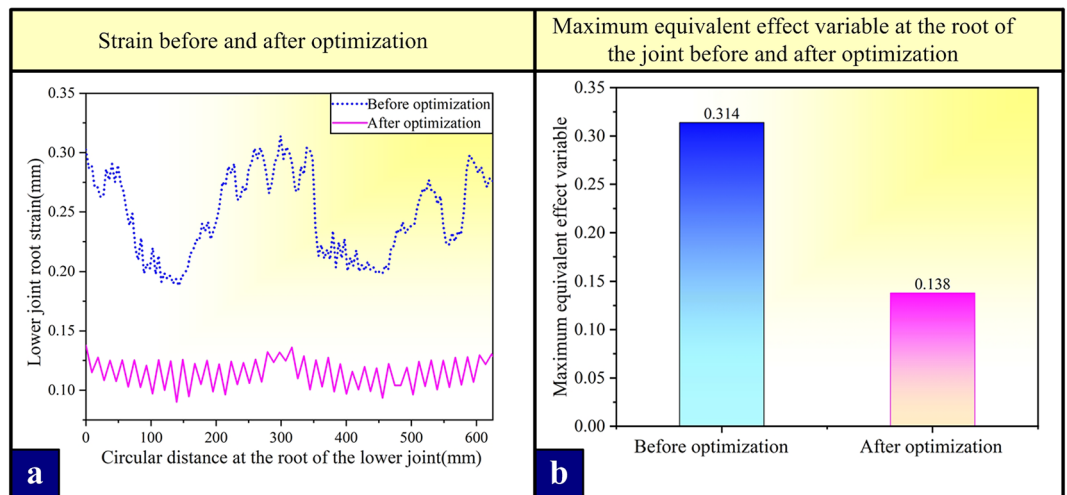 Strain before and after optimization
0.35
0.30
0.25
0.20
0.15
0.10
Lower joint root strain(mm)
Before optimization
After optimization
0 100 200 300 400 500 600
Circular distance at the root of the lower joint(mm)
a
Maximum equivalent effect variable at the root of
the joint before and after optimization
0.35
0.30
0.25
0.20
0.15
0.10
0.05
0.00
Maximum equivalent effect variable
0.314
0.138
Before optimization After optimization
b